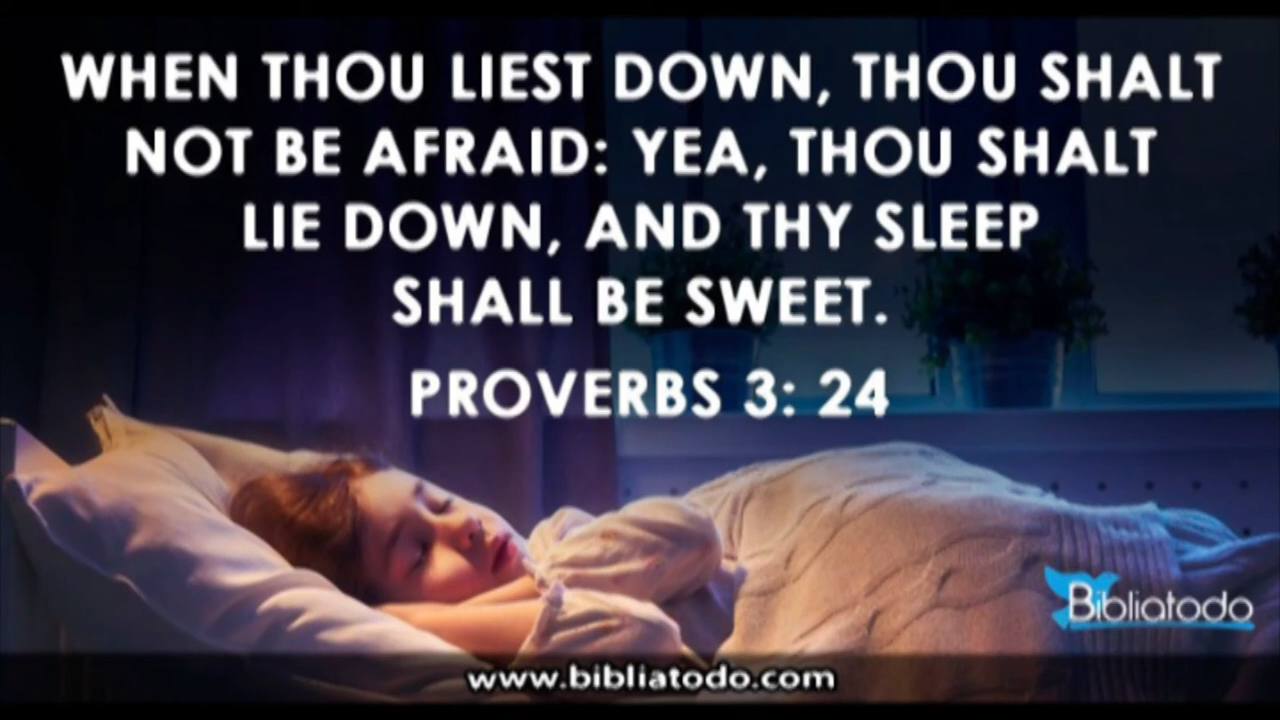 WHEN THOU LIEST DOWN, THOU SHALT
NOT BE AFRAID: YEA, THOU SHALT
LIE DOWN, AND THY SLEEP
SHALL BE SWEET.
PROVERBS 3: 24
Bibliatodo
www.bibliatodo.com